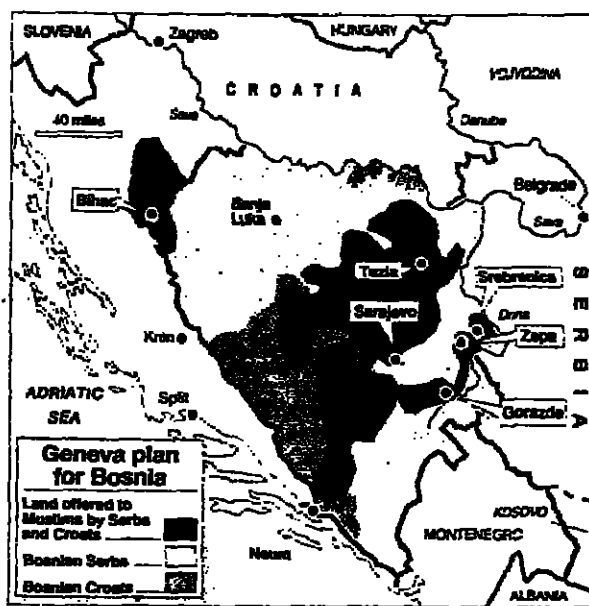 SLOVENIA
Zagreb
HUNGARY
VOJVODINA
CROATIA
Sava
Danube
40 miles
Belgrade
Sava
Bihac
Banja
Luka
Tuzla
Srebrenica
Drina
Sarajevo
Zepa
SERBIA
Knin
ADRIATIC
SEA
Split
Gorazde
Geneva plan
for Bosnia
Land offered to
Muslims by Serbs
and Croats
Bosnian Serbs
Bosnian Croats
Neum
KOSOVO
MONTENEGRO
ALBANIA